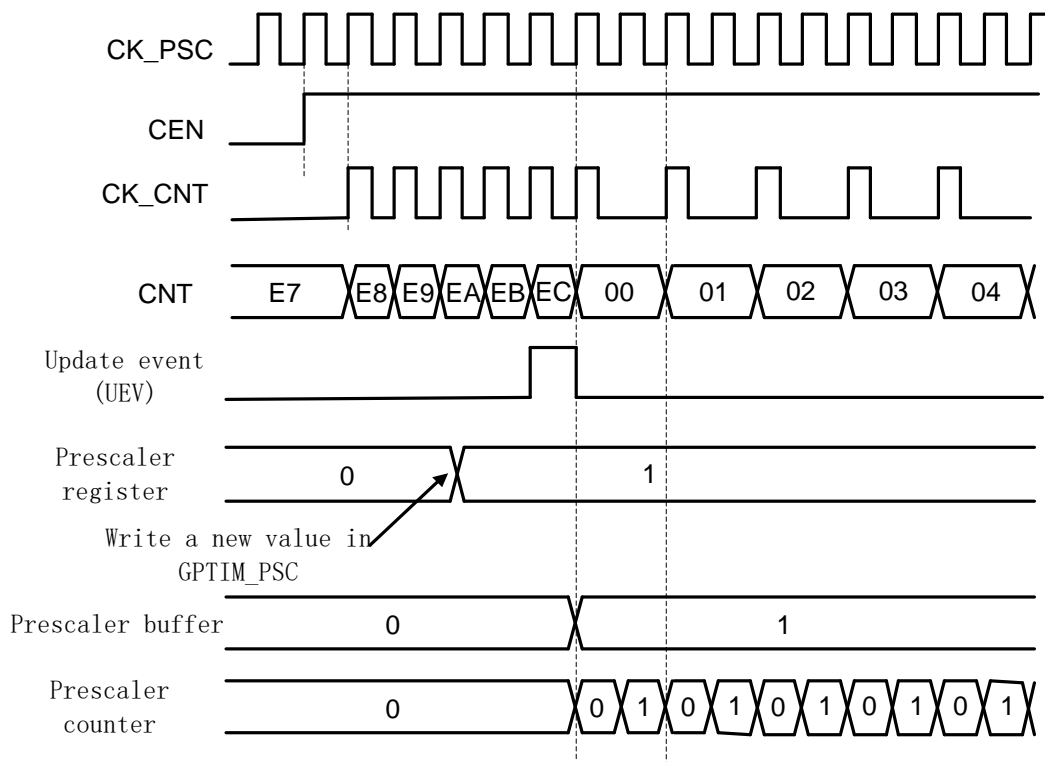 CK_PSC
CEN
CK_CNT
CNT E7 E8 E9 EA EB EC 00 01 02 03 04
Update event
(UEV)
Prescaler
register 0 1
Write a new value in
GPTIM_PSC
Prescaler buffer 0 1
Prescaler
counter 0 0 1 0 1 0 1 0 1 0 1